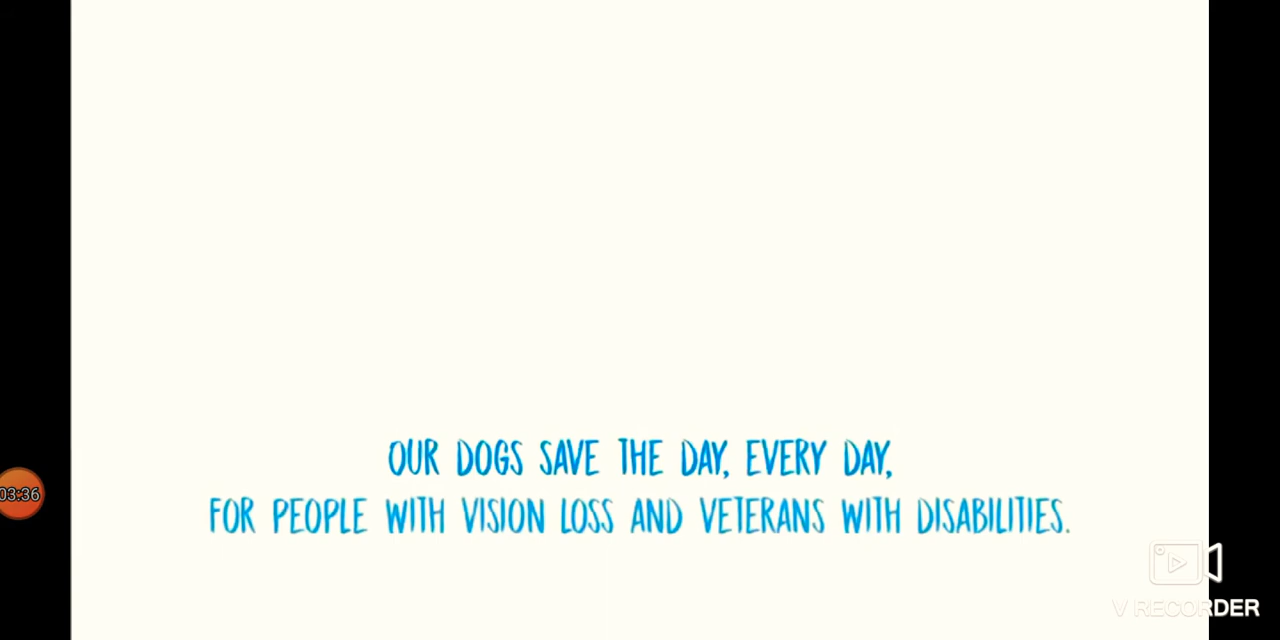 OUR DOGS SAVE THE DAY, EVERY DAY,
03:36
FOR PEOPLE WITH VISION LOSS AND VETERANS WITH DISABILITIES.
V RECORDER